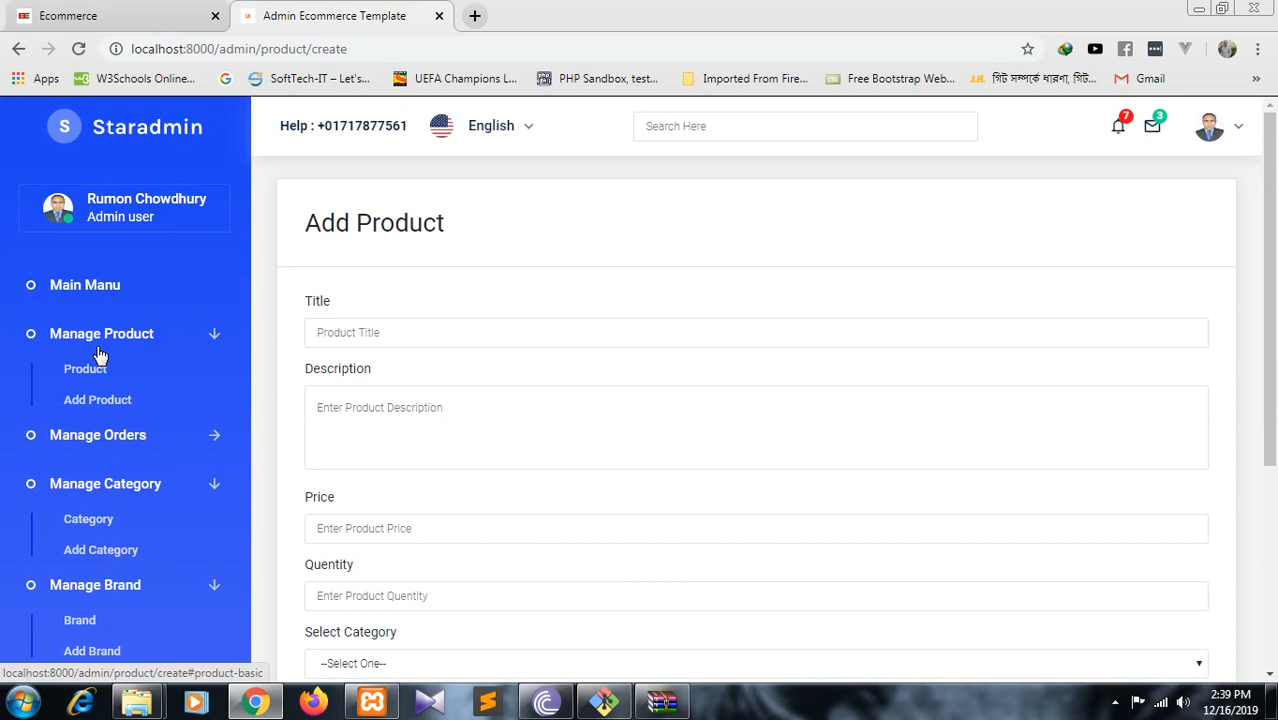 Ecommerce
Admin Ecommerce Template
localhost:8000/admin/product/create
Apps
W3Schools Online...
SoftTech-IT – Let's...
UEFA Champions L...
PHP Sandbox, test...
Imported From Fire...
Free Bootstrap Web...
গিট সম্পর্কে ধারণা, গিট...
Gmail
»
S Staradmin
Help : +01717877561
English
Search Here
7
3
Rumon Chowdhury
Admin user
Main Manu
Manage Product
Product
Add Product
Manage Orders
Manage Category
Category
Add Category
Manage Brand
Brand
Add Brand
Add Product
Title
Product Title
Description
Enter Product Description
Price
Enter Product Price
Quentity
Enter Product Quentity
Select Category
--Select One--
localhost:8000/admin/product/create#product-basic
2:39 PM
12/16/2019